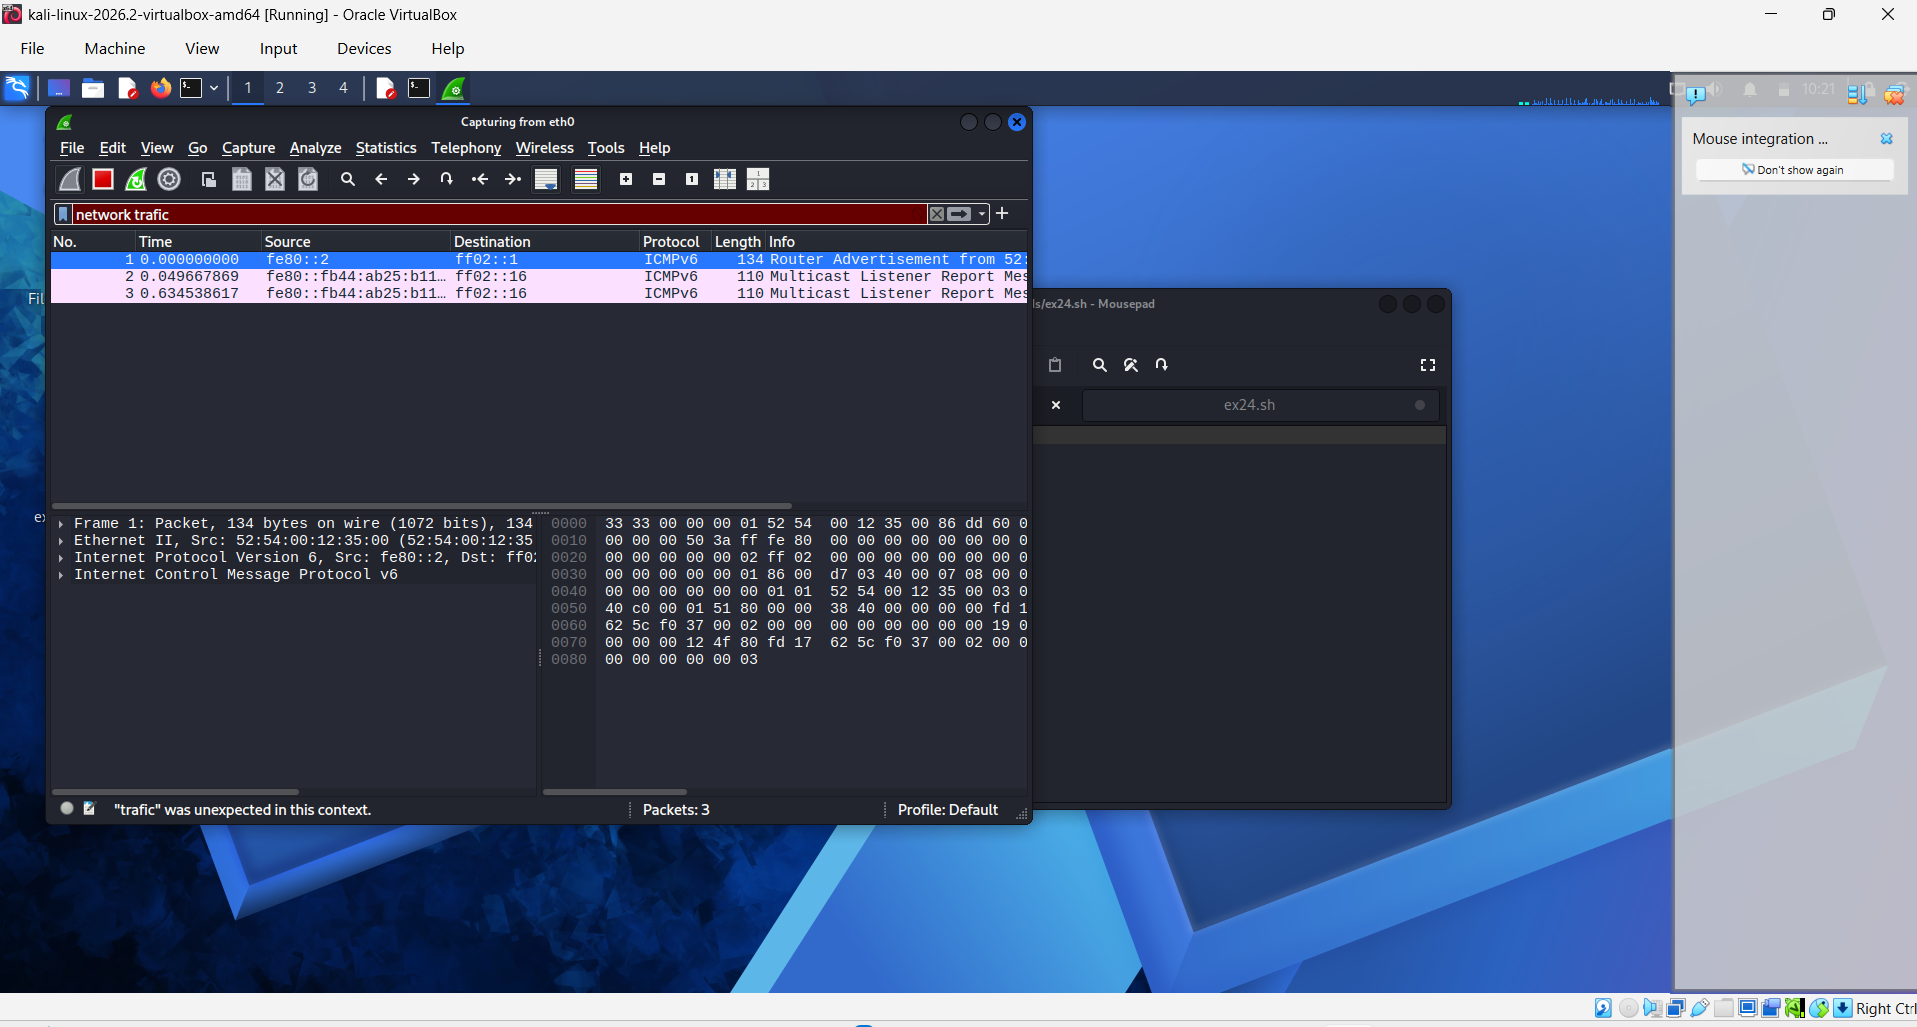 kali-linux-2026.2-virtualbox-amd64 [Running] - Oracle VirtualBox
File Machine View Input Devices Help
1 2 3 4
10:21
Capturing from eth0
File Edit View Go Capture Analyze Statistics Telephony Wireless Tools Help
network trafic
No. Time Source Destination Protocol Length Info
1 0.000000000 fe80::2 ff02::1 ICMPv6 134 Router Advertisement from 52:
2 0.049667869 fe80::fb44:ab25:b11… ff02::16 ICMPv6 110 Multicast Listener Report Mes
3 0.634538617 fe80::fb44:ab25:b11… ff02::16 ICMPv6 110 Multicast Listener Report Mes
Frame 1: Packet, 134 bytes on wire (1072 bits), 134
Ethernet II, Src: 52:54:00:12:35:00 (52:54:00:12:35
Internet Protocol Version 6, Src: fe80::2, Dst: ff02
Internet Control Message Protocol v6
0000 33 33 00 00 00 01 52 54 00 12 35 00 86 dd 60 0
0010 00 00 00 50 3a ff fe 80 00 00 00 00 00 00 00 0
0020 00 00 00 00 00 02 ff 02 00 00 00 00 00 00 00 0
0030 00 00 00 00 00 01 86 00 d7 03 40 00 07 08 00 0
0040 00 00 00 00 00 00 01 01 52 54 00 12 35 00 03 0
0050 40 c0 00 01 51 80 00 00 38 40 00 00 00 00 fd 1
0060 62 5c f0 37 00 02 00 00 00 00 00 00 00 00 19 0
0070 00 00 00 12 4f 80 fd 17 62 5c f0 37 00 02 00 0
0080 00 00 00 00 00 03
"trafic" was unexpected in this context.
Packets: 3
Profile: Default
Fil
ex
ls/ex24.sh - Mousepad
ex24.sh
Mouse integration ...
Don't show again
Right Ctrl